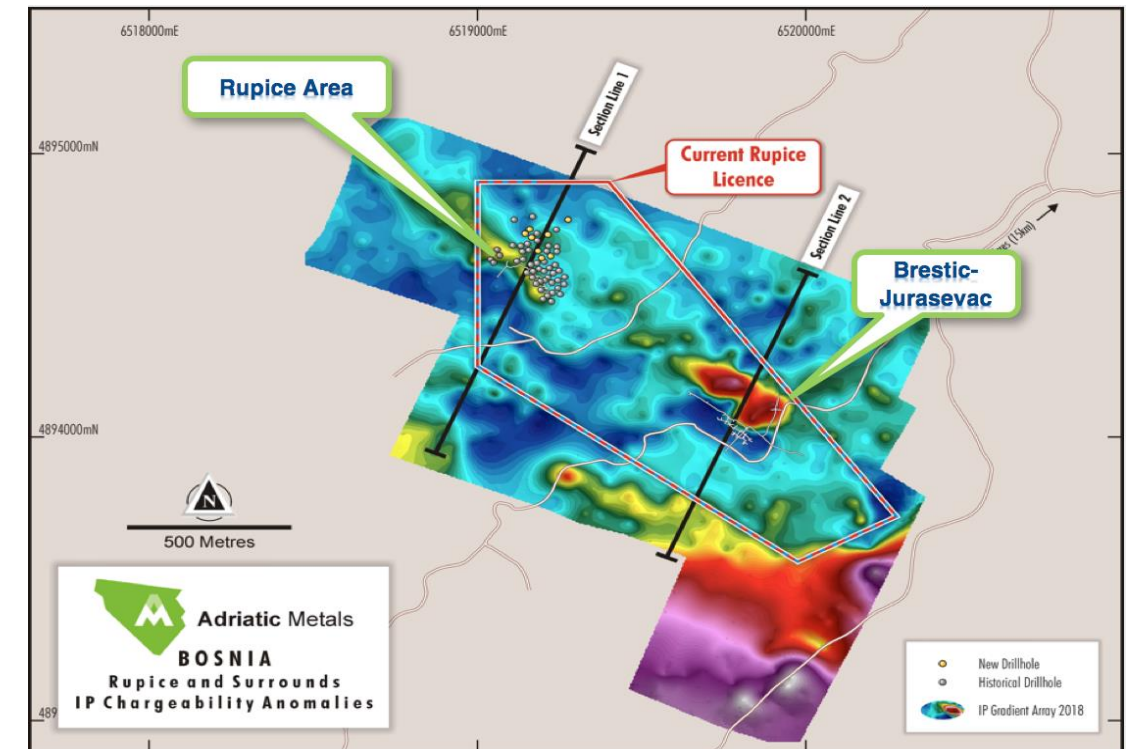 6518000mE
6519000mE
6520000mE
Rupice Area
Section Line 1
4895000mN
Current Rupice
Licence
Section Line 2
(15km)
Brestic-
Jurasevac
4894000mN
N
500 Metres
Adriatic Metals
BOSNIA
Rupice and Surrounds
IP Chargeability Anomalies
New Drillhole
Historical Drillhole
IP Gradient Array 2018